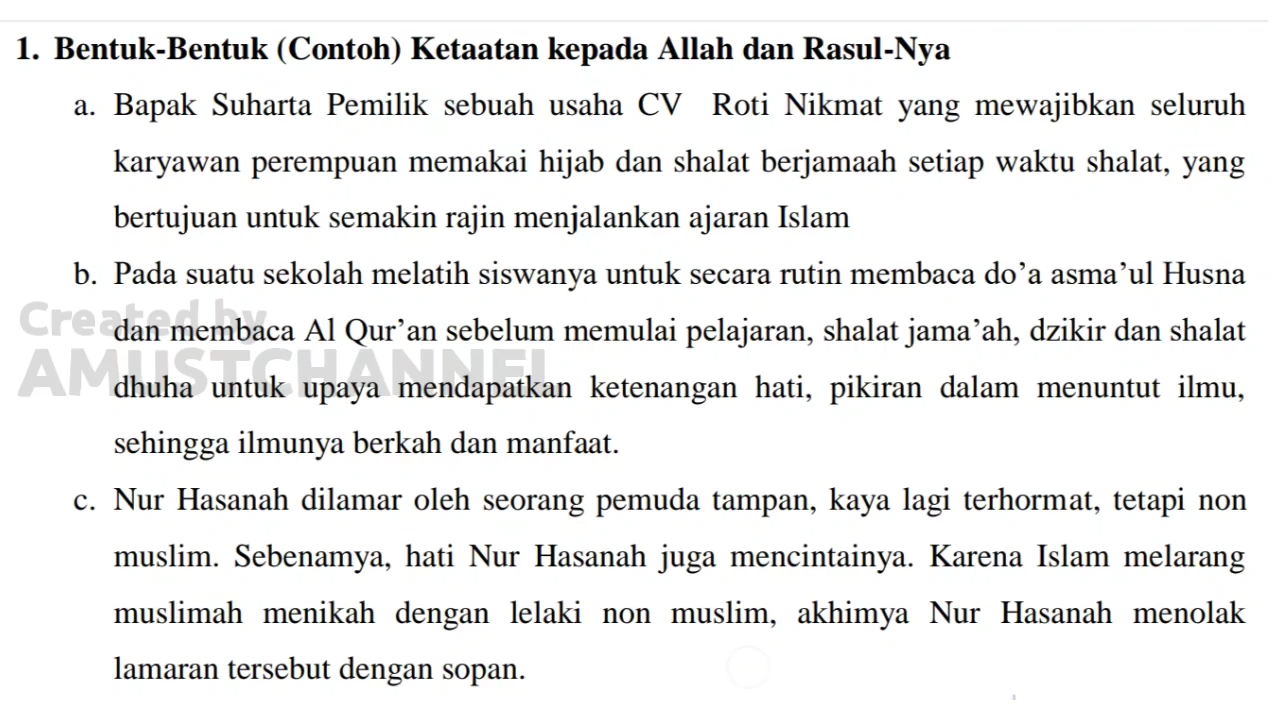 1. Bentuk-Bentuk (Contoh) Ketaatan kepada Allah dan Rasul-Nya
a. Bapak Suharta Pemilik sebuah usaha CV Roti Nikmat yang mewajibkan seluruh
karyawan perempuan memakai hijab dan shalat berjamaah setiap waktu shalat, yang
bertujuan untuk semakin rajin menjalankan ajaran Islam
b. Pada suatu sekolah melatih siswanya untuk secara rutin membaca do’a asma’ul Husna
Created by
dan membaca Al Qur’an sebelum memulai pelajaran, shalat jama’ah, dzikir dan shalat
AMUSTCHANNEL
dhuha untuk upaya mendapatkan ketenangan hati, pikiran dalam menuntut ilmu,
sehingga ilmunya berkah dan manfaat.
c. Nur Hasanah dilamar oleh seorang pemuda tampan, kaya lagi terhormat, tetapi non
muslim. Sebenamya, hati Nur Hasanah juga mencintainya. Karena Islam melarang
muslimah menikah dengan lelaki non muslim, akhimya Nur Hasanah menolak
lamaran tersebut dengan sopan.